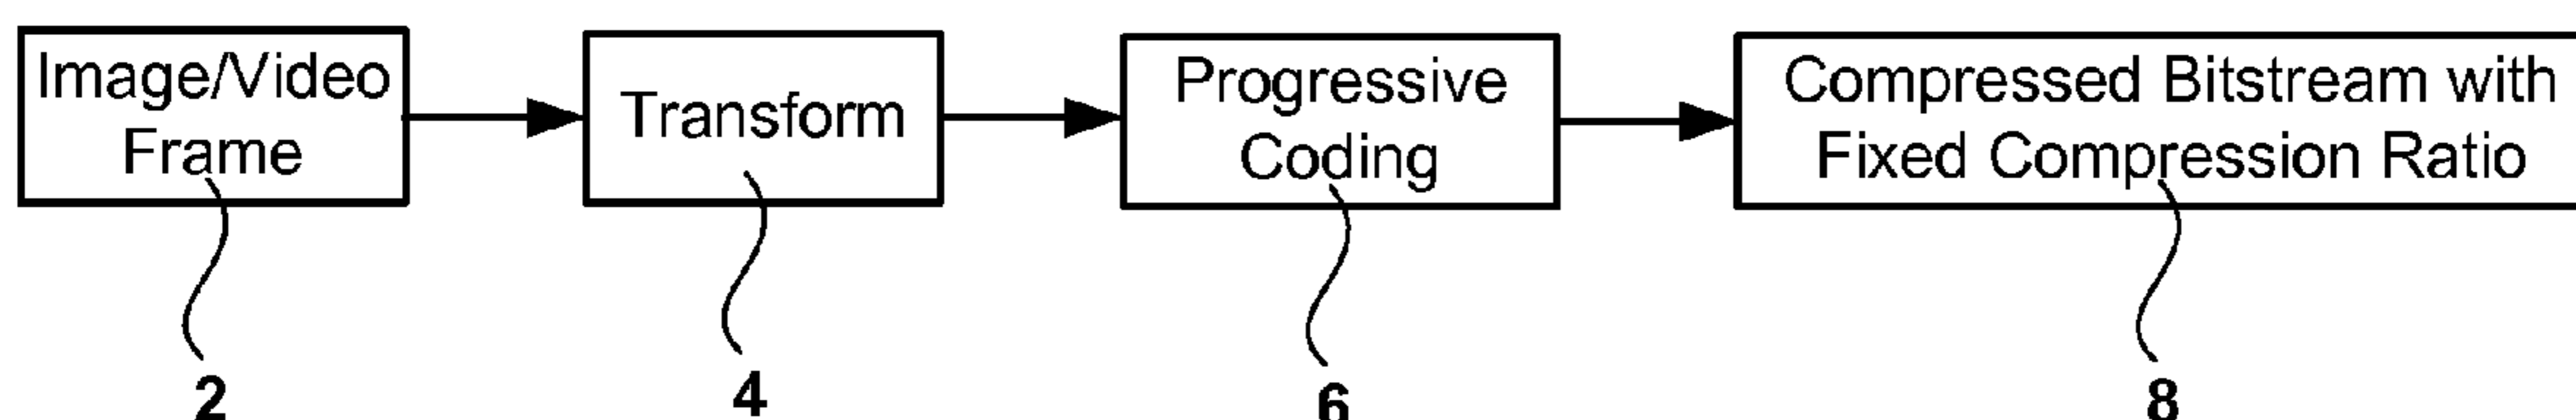 Image/Video
Frame
Transform
Progressive
Coding
Compressed Bitstream with
Fixed Compression Ratio
2
4
6
8